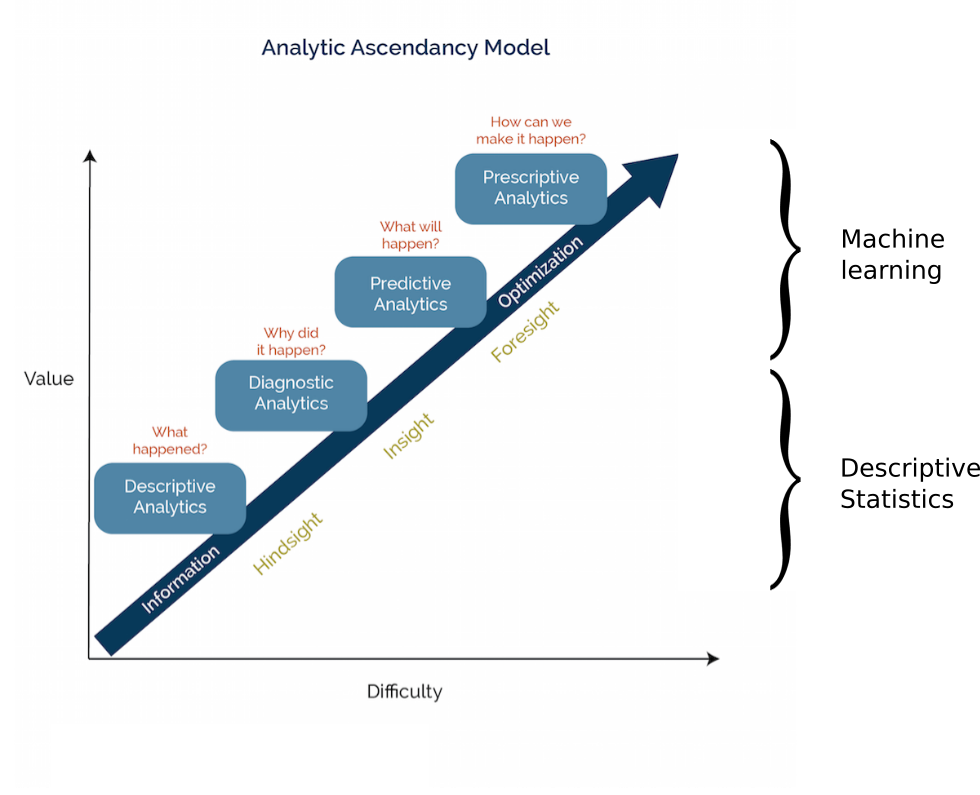 Analytic Ascendancy Model
How can we
make it happen?
Prescriptive
Analytics
What will
happen?
Predictive
Analytics
Optimization
Foresight
Why did
it happen?
Diagnostic
Analytics
Insight
What
happened?
Descriptive
Analytics
Hindsight
Information
Value
Difficulty
Machine
learning
Descriptive
Statistics